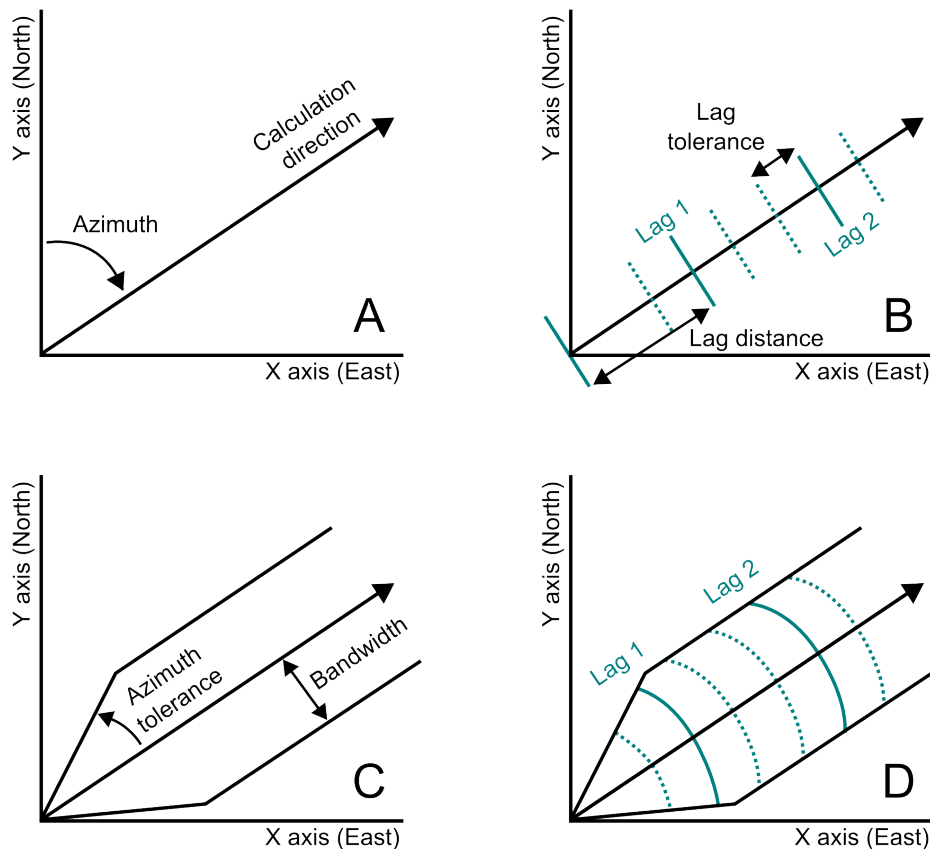 Y axis (North)
Calculation
direction
Azimuth
A
X axis (East)
Y axis (North)
Lag
tolerance
Lag 1
Lag 2
B
Lag distance
X axis (East)
Y axis (North)
Azimuth
tolerance
Bandwidth
C
X axis (East)
Y axis (North)
Lag 2
Lag 1
D
X axis (East)